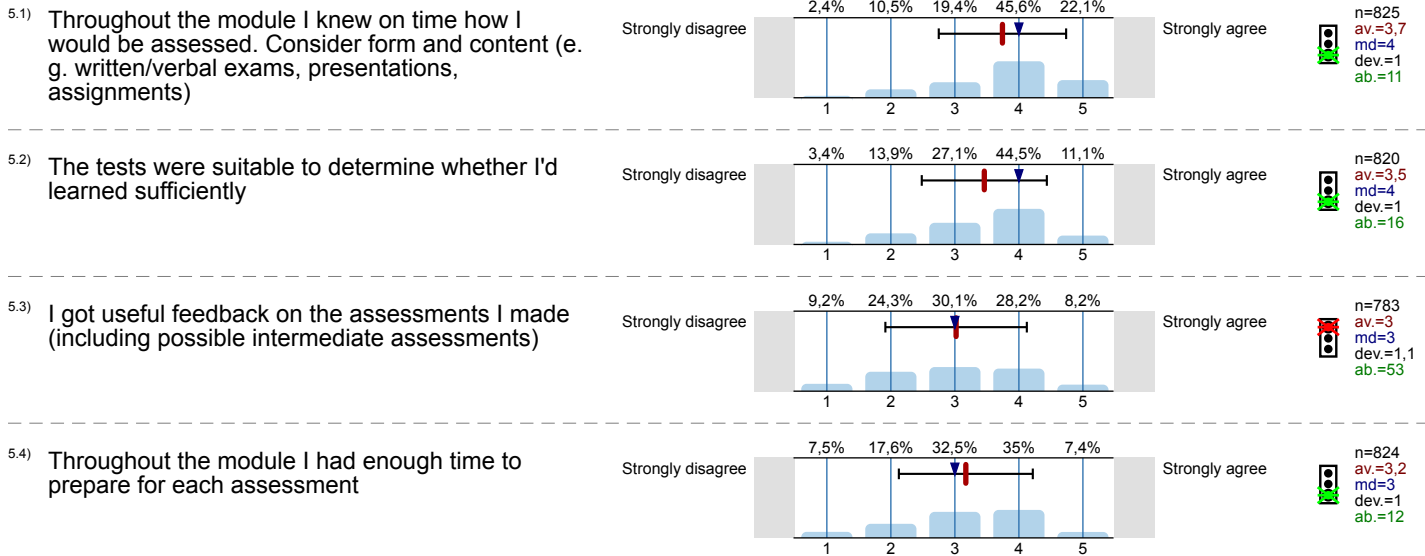 5.1) Throughout the module I knew on time how I
would be assessed. Consider form and content (e.
g. written/verbal exams, presentations,
assignments)
Strongly disagree
2,4% 10,5% 19,4% 45,6% 22,1%
1 2 3 4 5
Strongly agree
n=825
av.=3,7
md=4
dev.=1
ab.=11
5.2) The tests were suitable to determine whether I'd
learned sufficiently
Strongly disagree
3,4% 13,9% 27,1% 44,5% 11,1%
1 2 3 4 5
Strongly agree
n=820
av.=3,5
md=4
dev.=1
ab.=16
5.3) I got useful feedback on the assessments I made
(including possible intermediate assessments)
Strongly disagree
9,2% 24,3% 30,1% 28,2% 8,2%
1 2 3 4 5
Strongly agree
n=783
av.=3
md=3
dev.=1,1
ab.=53
5.4) Throughout the module I had enough time to
prepare for each assessment
Strongly disagree
7,5% 17,6% 32,5% 35% 7,4%
1 2 3 4 5
Strongly agree
n=824
av.=3,2
md=3
dev.=1
ab.=12